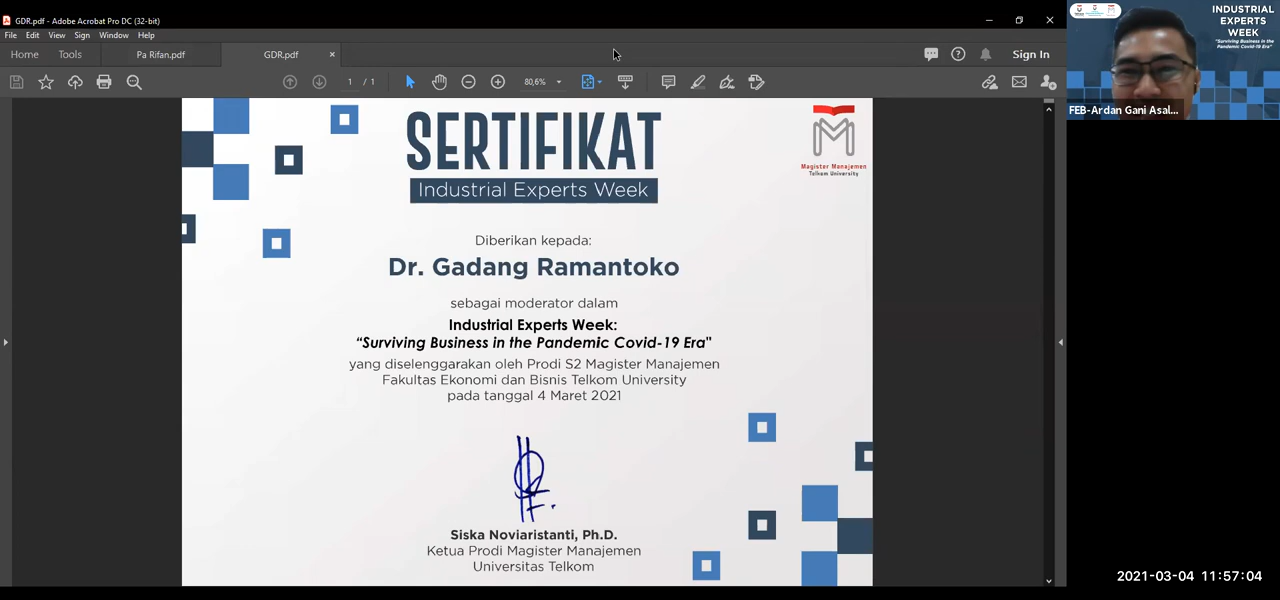 GDR.pdf - Adobe Acrobat Pro DC (32-bit)
File Edit View Sign Window Help
Home Tools Pa Rifan.pdf GDR.pdf × Sign In
1 / 1 80,6%
SERTIFIKAT
Industrial Experts Week
Magister Manajemen
Telkom University
Diberikan kepada:
Dr. Gadang Ramantoko
sebagai moderator dalam
Industrial Experts Week:
“Surviving Business in the Pandemic Covid-19 Era"
yang diselenggarakan oleh Prodi S2 Magister Manajemen
Fakultas Ekonomi dan Bisnis Telkom University
pada tanggal 4 Maret 2021
Siska Noviaristanti, Ph.D.
Ketua Prodi Magister Manajemen
Universitas Telkom
INDUSTRIAL
EXPERTS
WEEK
"Surviving Business in the
Pandemic Covid-19 Era"
FEB-Ardan Gani Asal...
2021-03-04 11:57:04